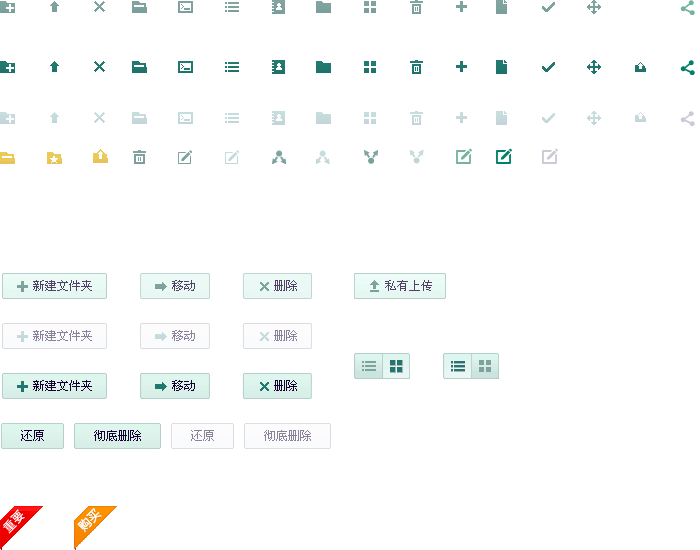 新建文件夹 移动 删除 私有上传
新建文件夹 移动 删除
新建文件夹 移动 删除
还原 彻底删除 还原 彻底删除
重要 购买